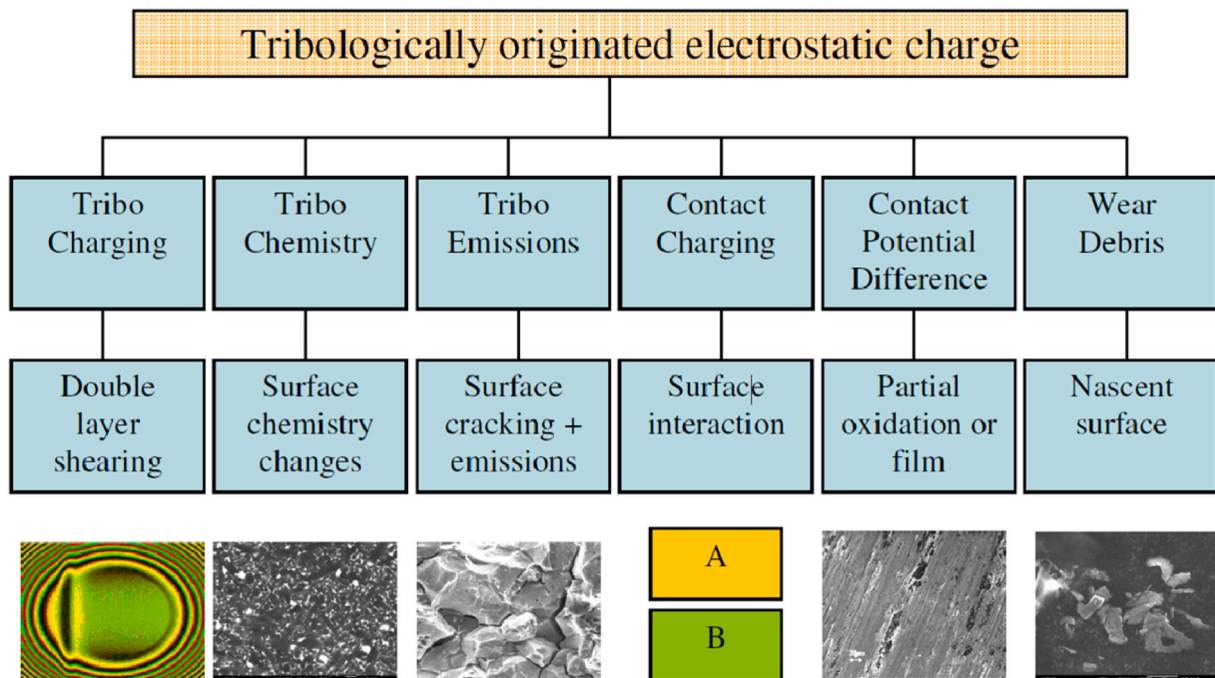 Tribologically originated electrostatic charge
Tribo
Charging
Tribo
Chemistry
Tribo
Emissions
Contact
Charging
Contact
Potential
Difference
Wear
Debris
Double
layer
shearing
Surface
chemistry
changes
Surface
cracking +
emissions
Surface
interaction
Partial
oxidation or
film
Nascent
surface
A
B